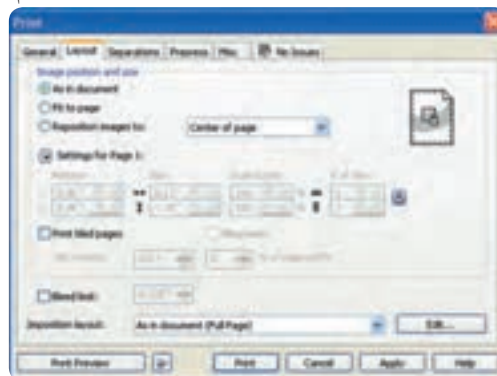 Print
General Layout Separations Prepress Misc No Issues
Image position and size
As in document
Fit to page
Reposition images to: Center of page
Settings for Page 1:
Position: Size:
Print tiled pages
Bleed limit:
Imposition layout: As in document (Full Page) Edit...
Print Preview Print Cancel Apply Help